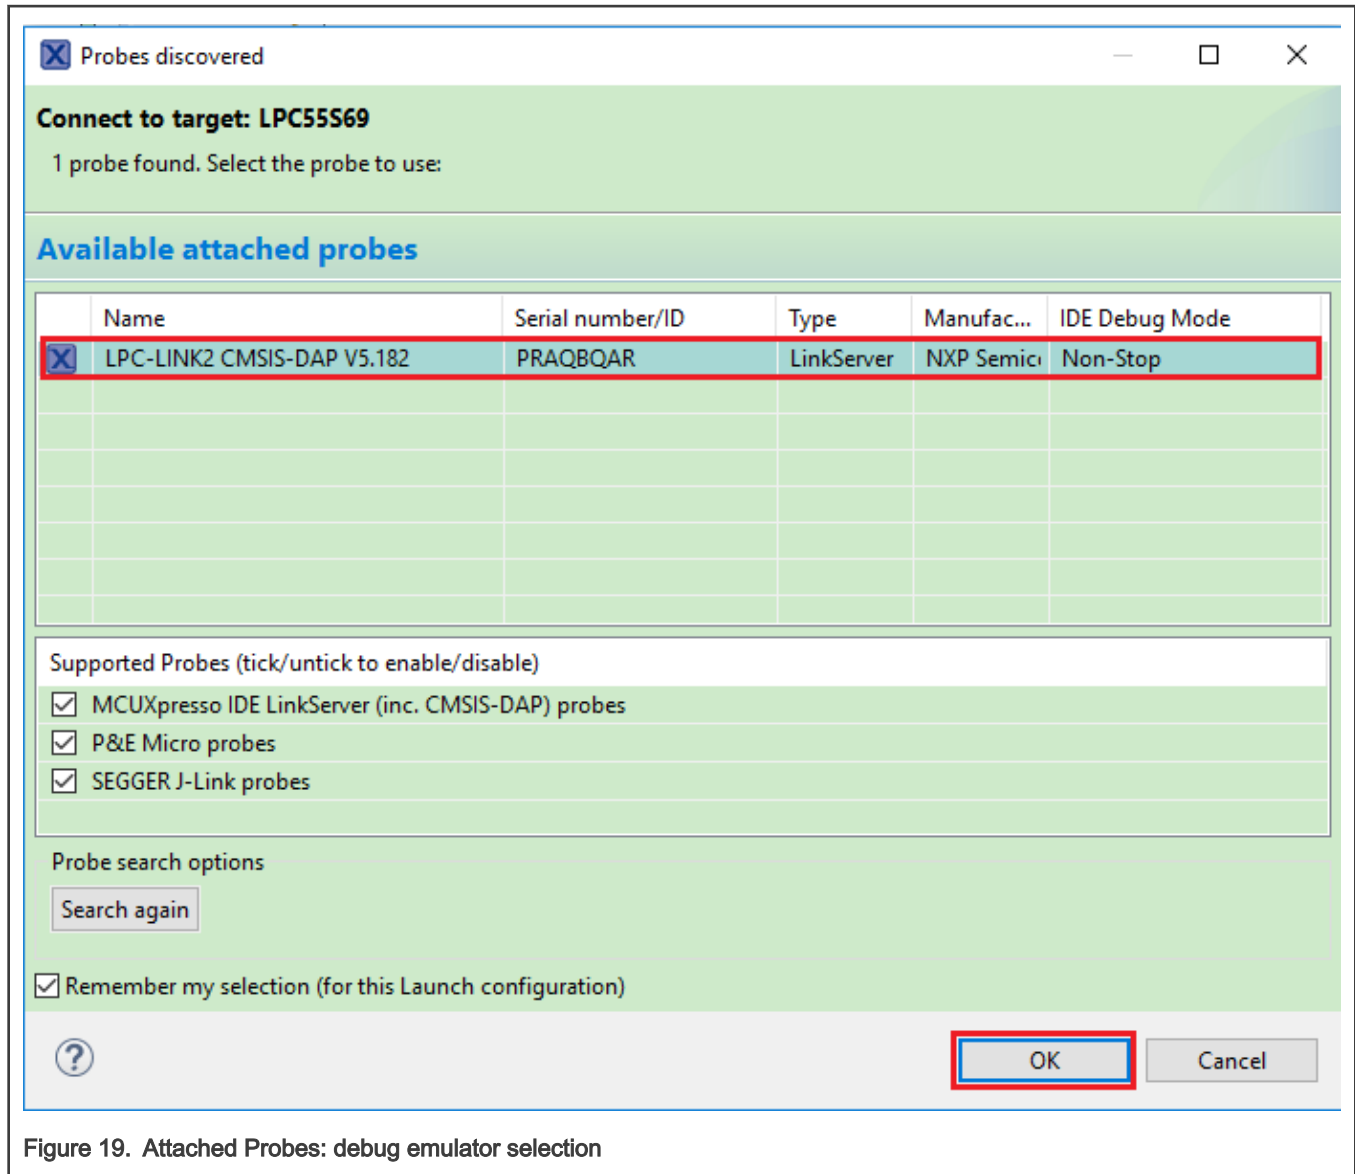 Probes discovered
Connect to target: LPC55S69
1 probe found. Select the probe to use:
Available attached probes
Name Serial number/ID Type Manufac... IDE Debug Mode
LPC-LINK2 CMSIS-DAP V5.182 PRAQBQAR LinkServer NXP Semic Non-Stop
Supported Probes (tick/untick to enable/disable)
MCUXpresso IDE LinkServer (inc. CMSIS-DAP) probes
P&E Micro probes
SEGGER J-Link probes
Probe search options
Search again
Remember my selection (for this Launch configuration)
? OK Cancel
Figure 19. Attached Probes: debug emulator selection